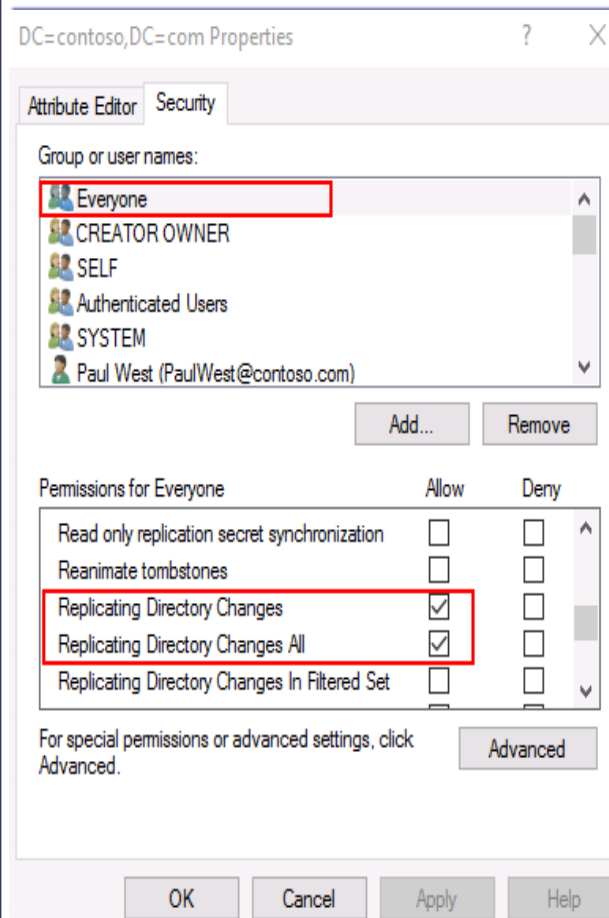 DC=contoso,DC=com Properties ?
Attribute Editor Security
Group or user names:
Everyone
CREATOR OWNER
SELF
Authenticated Users
SYSTEM
Paul West (PaulWest@contoso.com)
Add... Remove
Permissions for Everyone Allow Deny
Read only replication secret synchronization
Reanimate tombstones
Replicating Directory Changes
Replicating Directory Changes All
Replicating Directory Changes In Filtered Set
For special permissions or advanced settings, click Advanced
Advanced.
OK Cancel Apply Help